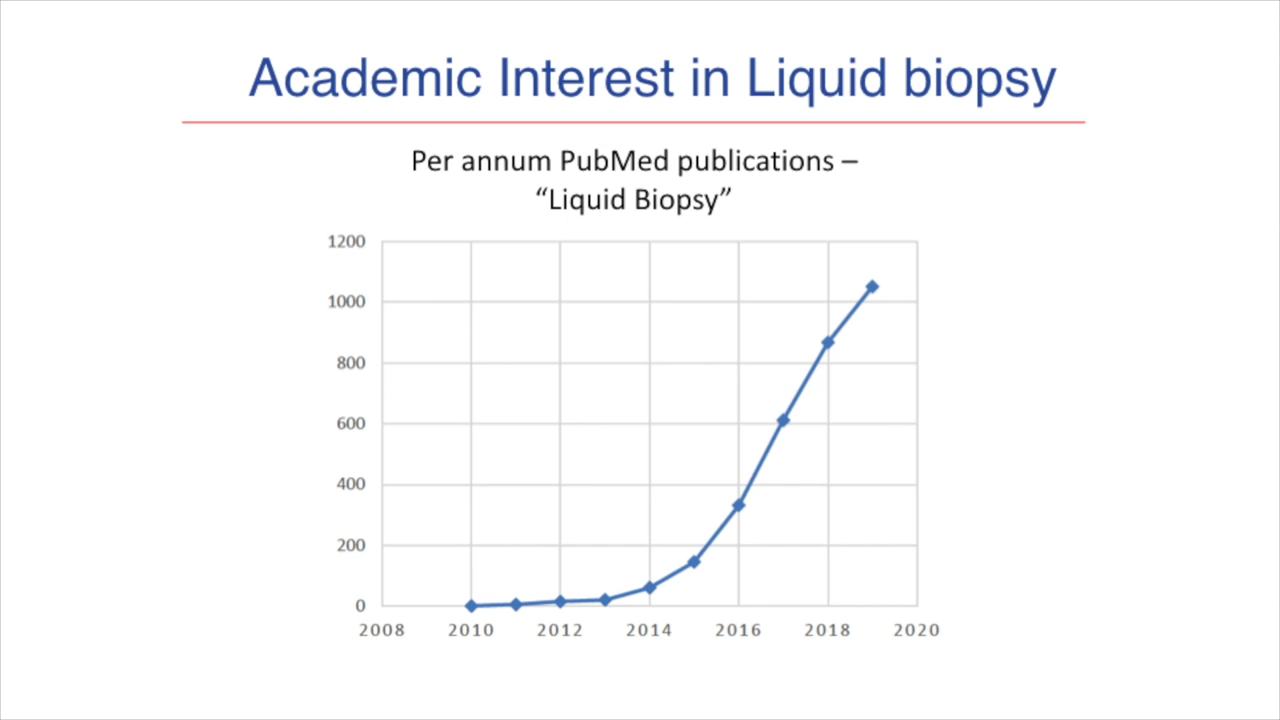 Academic Interest in Liquid biopsy
Per annum PubMed publications –
“Liquid Biopsy”
1200
1000
800
600
400
200
0
2008 2010 2012 2014 2016 2018 2020